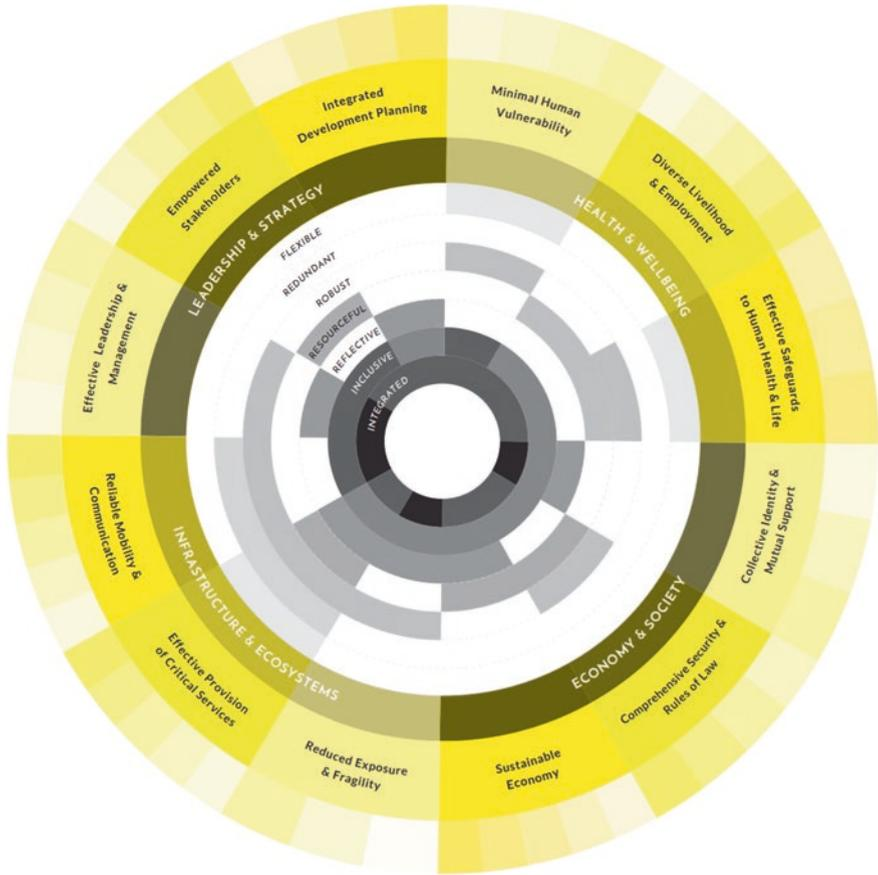 Integrated
Development Planning
Minimal Human
Vulnerability
Diverse Livelihood
& Employment
Effective Safeguards
to Human Health & Life
Collective Identity &
Mutual Support
Comprehensive Security &
Rules of Law
Sustainable
Economy
Reduced Exposure
& Fragility
Effective Provision
of Critical Services
Reliable Mobility &
Communication
Effective Leadership &
Management
Empowered
Stakeholders
LEADERSHIP & STRATEGY
HEALTH & WELLBEING
ECONOMY & SOCIETY
INFRASTRUCTURE & ECOSYSTEMS
FLEXIBLE
REDUNDANT
ROBUST
RESOURCEFUL
REFLECTIVE
INCLUSIVE
INTEGRATED